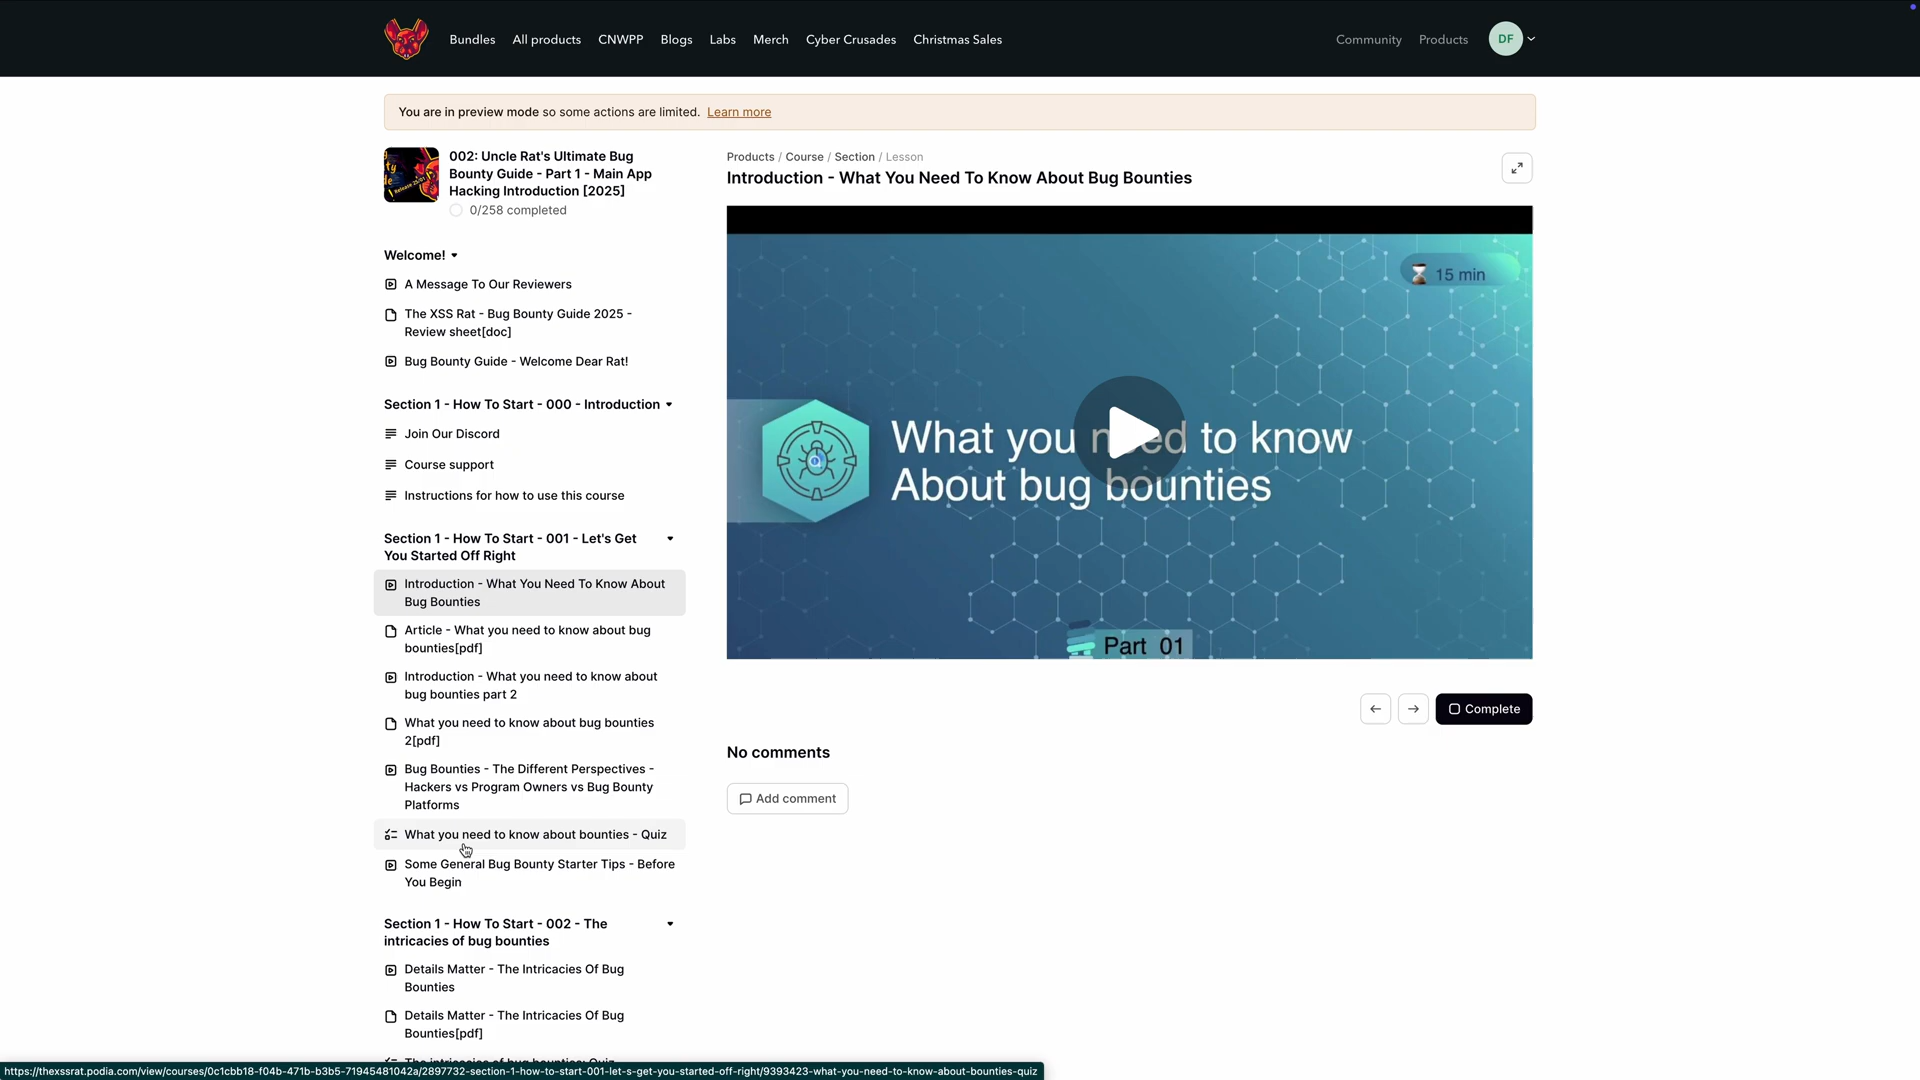 Bundles All products CNWPP Blogs Labs Merch Cyber Crusades Christmas Sales Community Products DF
You are in preview mode so some actions are limited. Learn more
002: Uncle Rat's Ultimate Bug
Bounty Guide - Part 1 - Main App
Hacking Introduction [2025]
0/258 completed
Welcome!
A Message To Our Reviewers
The XSS Rat - Bug Bounty Guide 2025 -
Review sheet[doc]
Bug Bounty Guide - Welcome Dear Rat!
Section 1 - How To Start - 000 - Introduction
Join Our Discord
Course support
Instructions for how to use this course
Section 1 - How To Start - 001 - Let's Get
You Started Off Right
Introduction - What You Need To Know About
Bug Bounties
Article - What you need to know about bug
bounties[pdf]
Introduction - What you need to know about
bug bounties part 2
What you need to know about bug bounties
2[pdf]
Bug Bounties - The Different Perspectives -
Hackers vs Program Owners vs Bug Bounty
Platforms
What you need to know about bounties - Quiz
Some General Bug Bounty Starter Tips - Before
You Begin
Section 1 - How To Start - 002 - The
intricacies of bug bounties
Details Matter - The Intricacies Of Bug
Bounties
Details Matter - The Intricacies Of Bug
Bounties[pdf]
The intricacies of bug bounties: Quiz
Products / Course / Section / Lesson
Introduction - What You Need To Know About Bug Bounties
15 min
What you need to know
About bug bounties
Part 01
Complete
No comments
Add comment
https://thexssrat.podia.com/view/courses/0c1cbb18-f04b-471b-b3b5-71945481042a/2897732-section-1-how-to-start-001-let-s-get-you-started-off-right/9393423-what-you-need-to-know-about-bounties-quiz